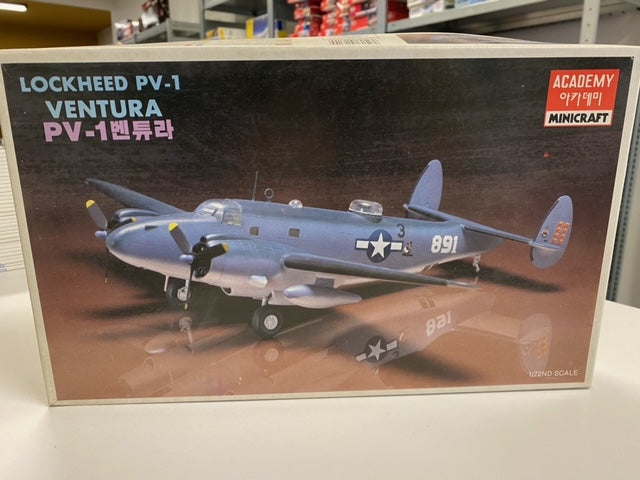 LOCKHEED PV-1
VENTURA
PV-1벤튜라
ACADEMY
아카데미
MINICRAFT
3
891
891
1/72ND SCALE